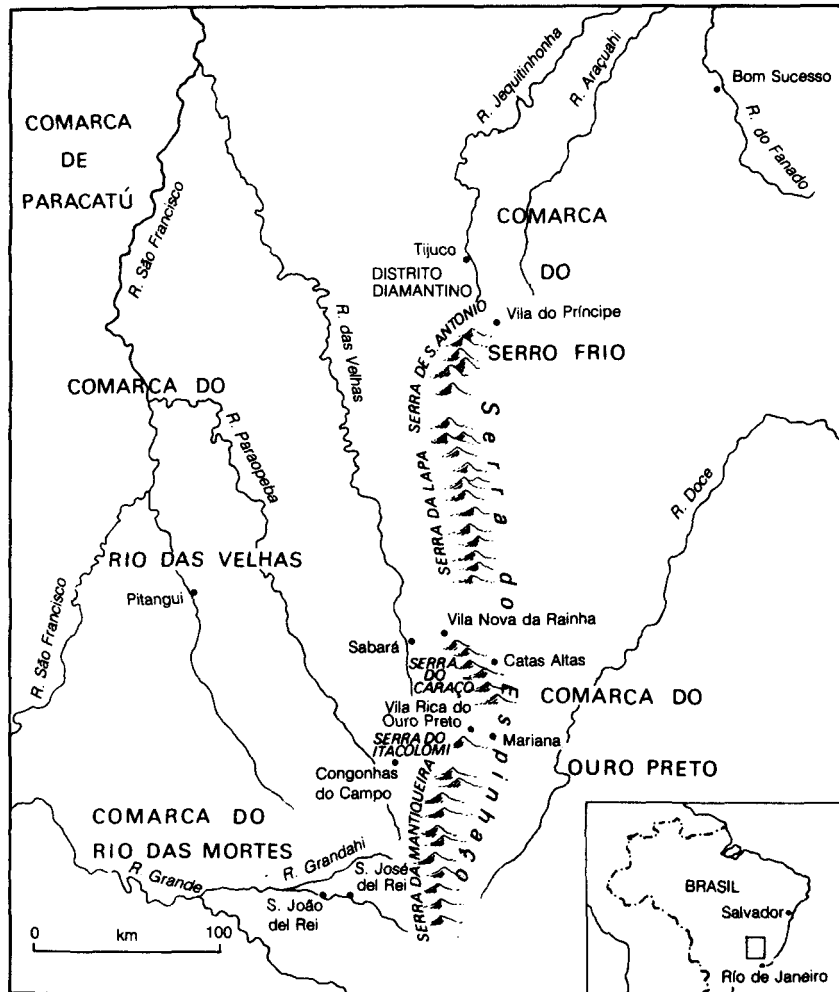 R. Jequitinhonha
R. Araçuahi
Bom Sucesso
R. do Fanado
COMARCA
DE
PARACATÚ
R. São Francisco
COMARCA
DO
SERRO FRIO
Tijuco
DISTRITO
DIAMANTINO
Vila do Príncipe
SERRA DE S. ANTONIO
R. das Velhas
COMARCA DO
RIO DAS VELHAS
R. Paraopeba
SERRA DA LAPA
Serra do Espinhaço
R. Doce
R. São Francisco
Pitangui
Sabará
Vila Nova da Rainha
SERRA
DO
CARAÇO
Catas Altas
Vila Rica do
Ouro Preto
COMARCA DO
OURO PRETO
SERRA DO
ITACOLOMI
Mariana
Congonhas
do Campo
SERRA DA MANTIQUEIRA
COMARCA DO
RIO DAS MORTES
R. Grandahi
R. Grande
S. José
del Rei
S. João
del Rei
0 km 100
BRASIL
Salvador
Río de Janeiro
?